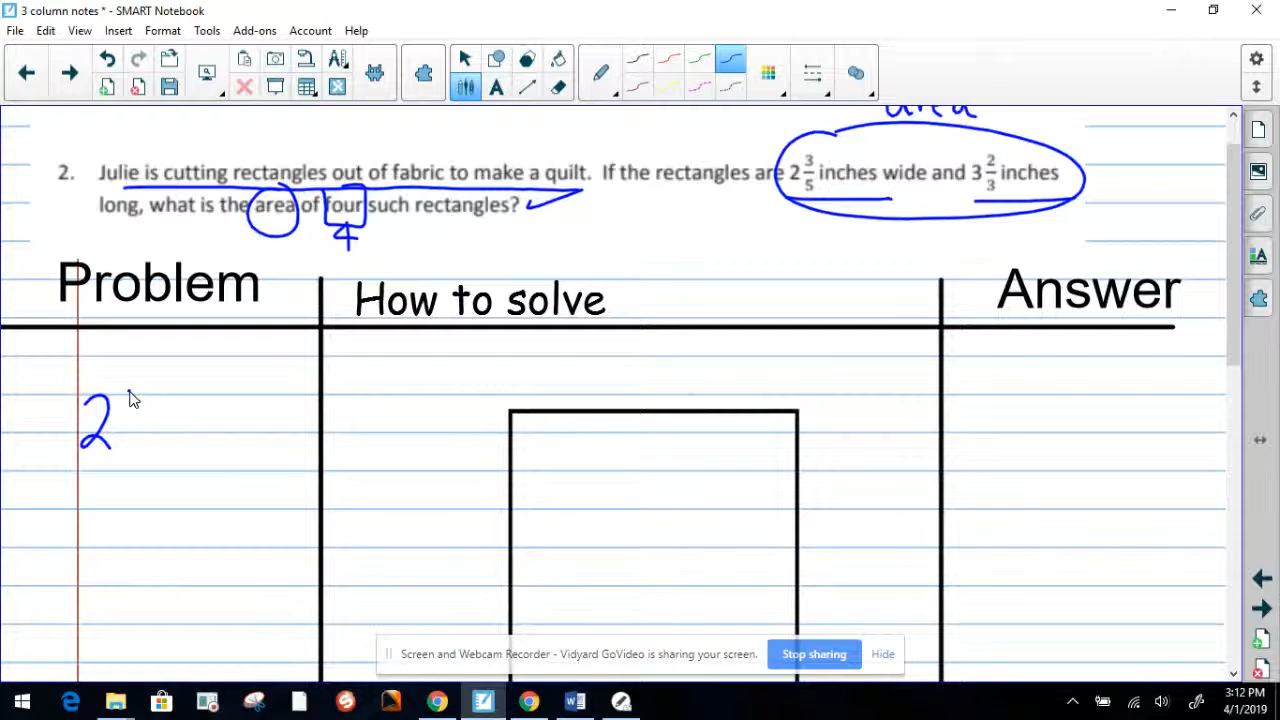 3 column notes * - SMART Notebook
File Edit View Insert Format Tools Add-ons Account Help
area
2. Julie is cutting rectangles out of fabric to make a quilt. If the rectangles are 2 3/5 inches wide and 3 2/3 inches
long, what is the area of four such rectangles?
4
Problem How to solve Answer
2
Screen and Webcam Recorder - Vidyard GoVideo is sharing your screen. Stop sharing Hide
3:12 PM
4/1/2019